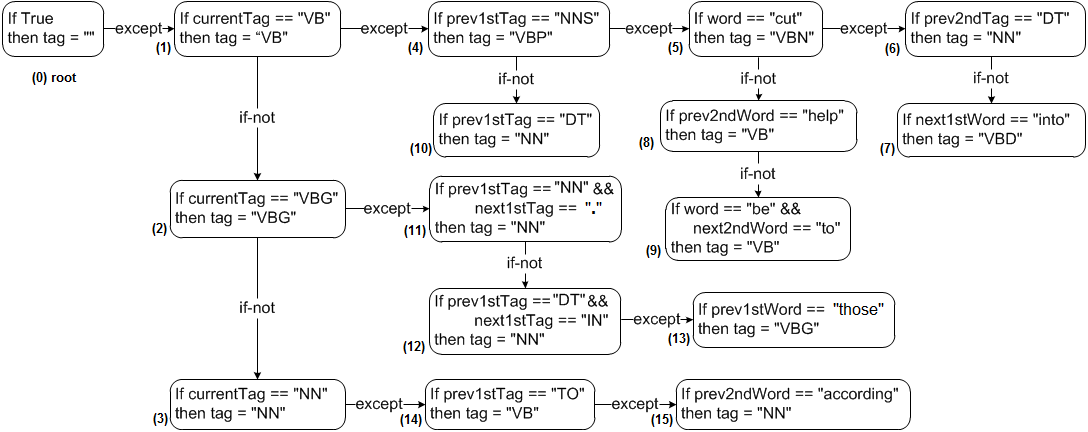 If True
then tag = ""
(0) root
except
If currentTag == "VB"
then tag = “VB"
(1)
except
If prev1stTag == "NNS"
then tag = "VBP"
(4)
except
If word == "cut"
then tag = "VBN"
(5)
except
If prev2ndTag == "DT"
then tag = "NN"
(6)
if-not
if-not
if-not
if-not
If prev1stTag == "DT"
then tag = "NN"
(10)
If prev2ndWord == "help"
then tag = "VB"
(8)
If next1stWord == "into"
then tag = "VBD"
(7)
if-not
If currentTag == "VBG"
then tag = "VBG"
(2)
except
If prev1stTag =="NN" &&
next1stTag == "."
then tag = "NN"
(11)
If word == "be" &&
next2ndWord == "to"
then tag = "VB"
(9)
if-not
if-not
If prev1stTag =="DT"&&
next1stTag == "IN"
then tag = "NN"
(12)
except
If prev1stWord == "those"
then tag = "VBG"
(13)
If currentTag == "NN"
then tag = "NN"
(3)
except
If prev1stTag == "TO"
then tag = "VB"
(14)
except
If prev2ndWord == "according"
then tag = "NN"
(15)